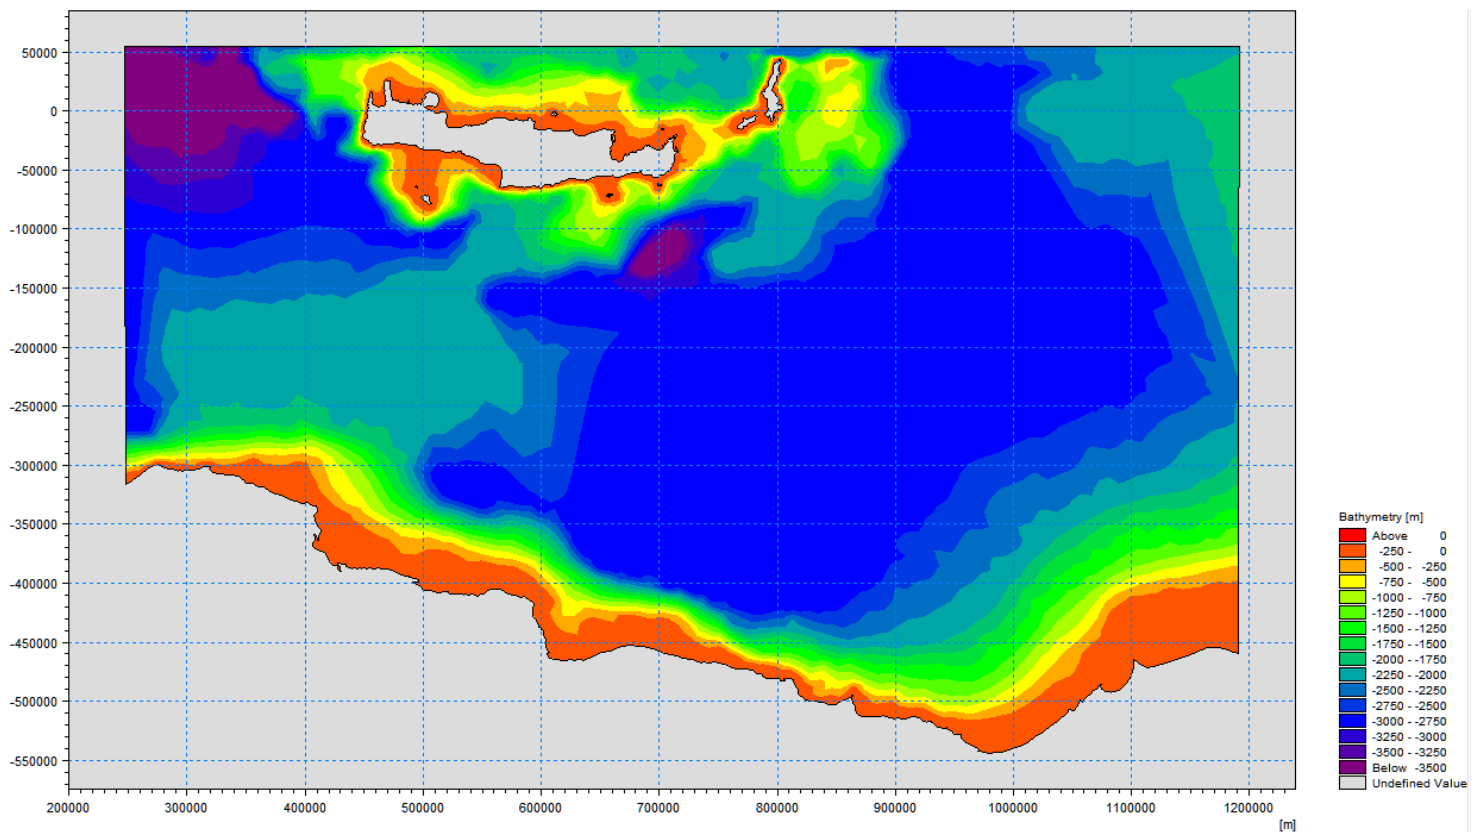 50000
0
-50000
-100000
-150000
-200000
-250000
-300000
-350000
-400000
-450000
-500000
-550000
200000 300000 400000 500000 600000 700000 800000 900000 1000000 1100000 1200000
[m]
Bathymetry [m]
Above 0
-250 - 0
-500 - -250
-750 - -500
-1000 - -750
-1250 - -1000
-1500 - -1250
-1750 - -1500
-2000 - -1750
-2250 - -2000
-2500 - -2250
-2750 - -2500
-3000 - -2750
-3250 - -3000
-3500 - -3250
Below -3500
Undefined Value